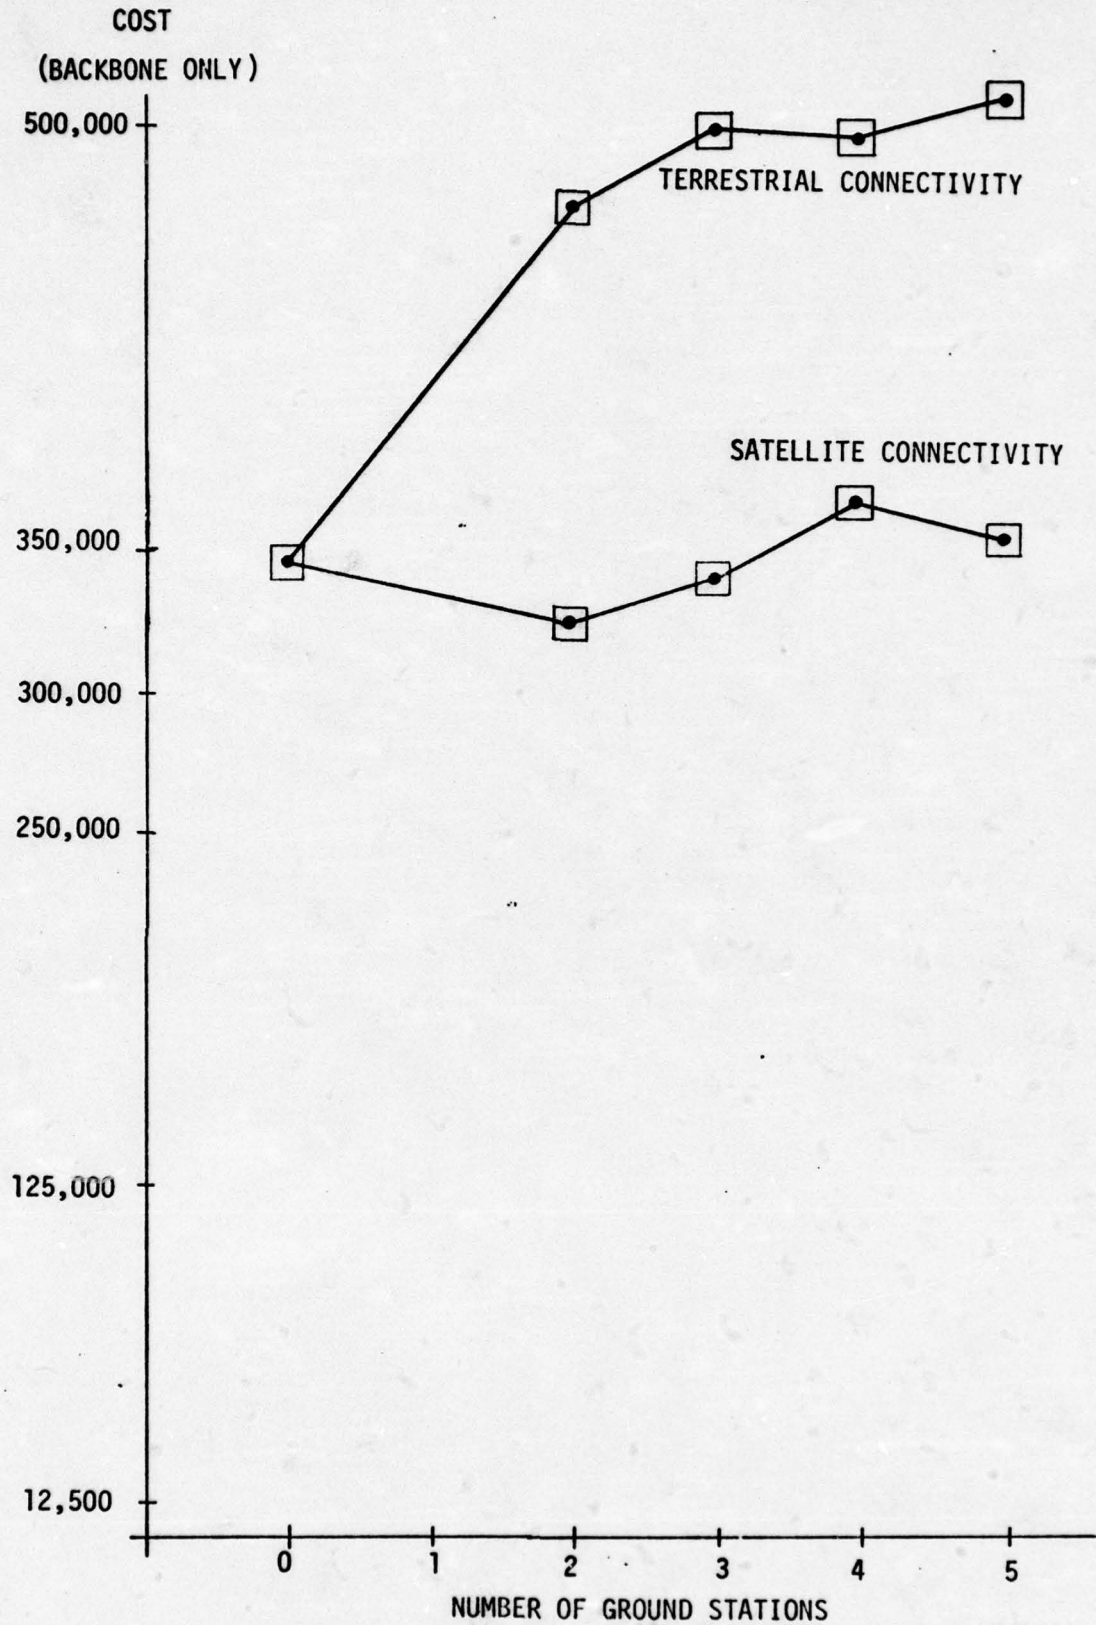 COST
(BACKBONE ONLY)
500,000
TERRESTRIAL CONNECTIVITY
SATELLITE CONNECTIVITY
350,000
300,000
250,000
125,000
12,500
0 1 2 3 4 5
NUMBER OF GROUND STATIONS